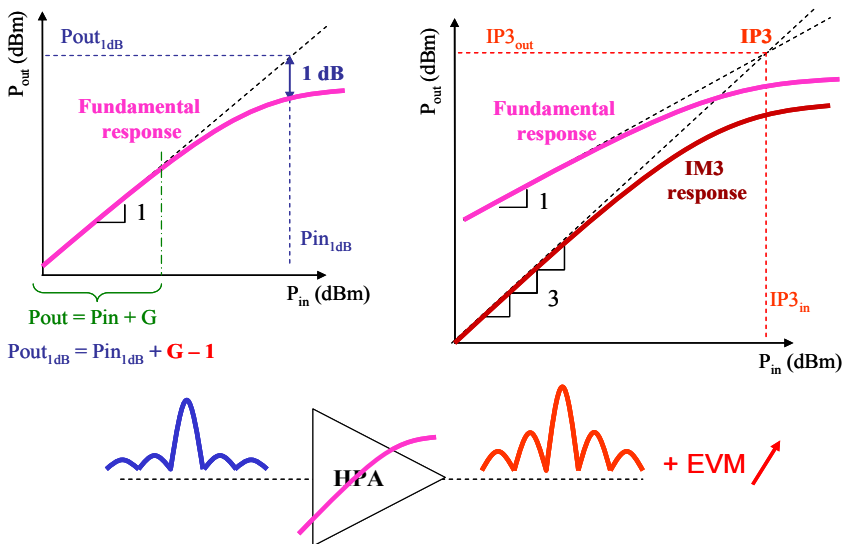 Pout1dB
Pout (dBm)
1 dB
Fundamental
response
1
Pin1dB
Pin (dBm)
Pout = Pin + G
Pout1dB = Pin1dB + G – 1
IP3out
IP3
Pout (dBm)
Fundamental
response
IM3
response
1
3
IP3in
Pin (dBm)
HPA
+ EVM